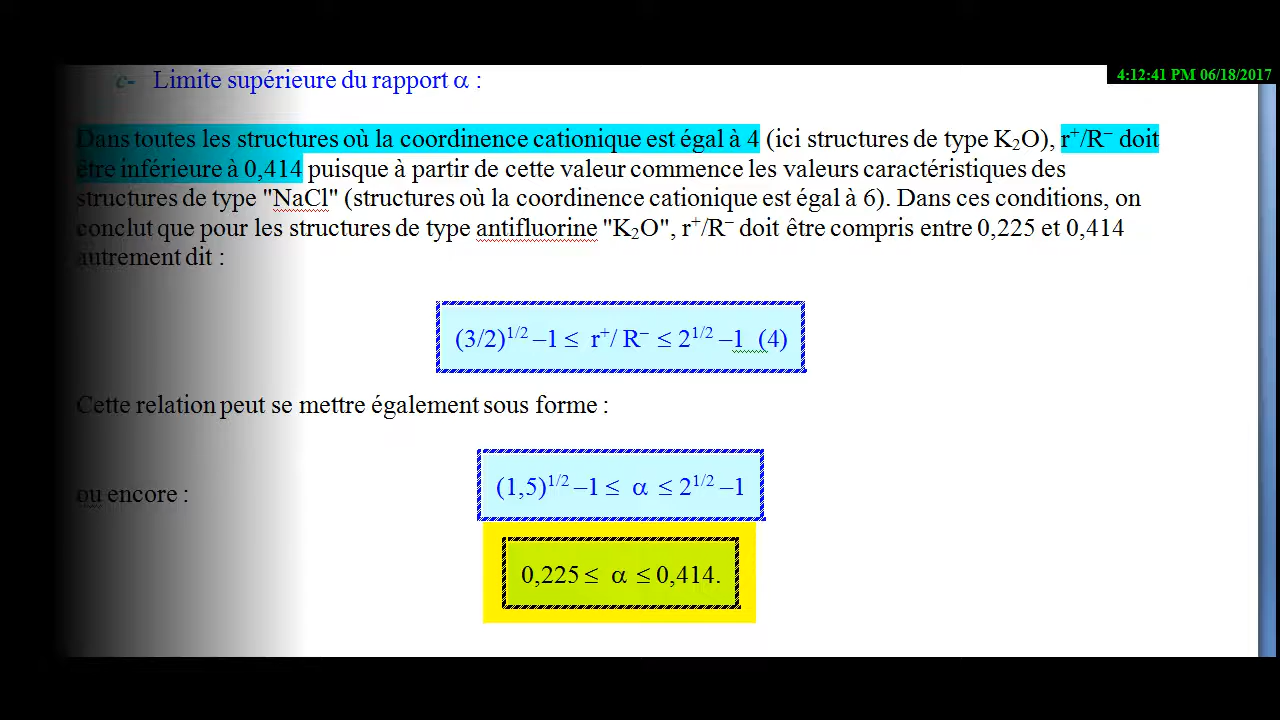 4:12:41 PM 06/18/2017
c- Limite supérieure du rapport α :
Dans toutes les structures où la coordinence cationique est égal à 4 (ici structures de type K₂O), r⁺/R⁻ doit
être inférieure à 0,414 puisque à partir de cette valeur commence les valeurs caractéristiques des
structures de type "NaCl" (structures où la coordinence cationique est égal à 6). Dans ces conditions, on
conclut que pour les structures de type antifluorine "K₂O", r⁺/R⁻ doit être compris entre 0,225 et 0,414
autrement dit :
(3/2)¹/² –1 ≤ r⁺/ R⁻ ≤ 2¹/² –1 (4)
Cette relation peut se mettre également sous forme :
(1,5)¹/² –1 ≤ α ≤ 2¹/² –1
ou encore :
0,225 ≤ α ≤ 0,414.